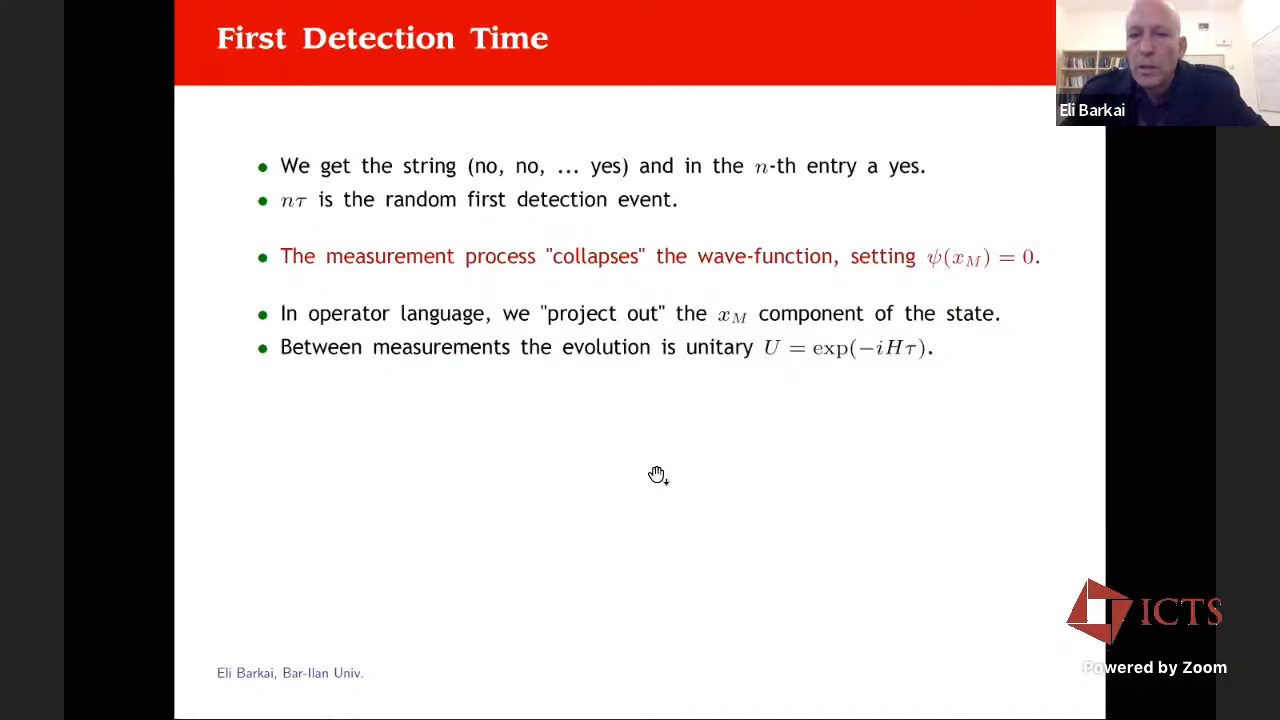 First Detection Time
Eli Barkai
• We get the string (no, no, ... yes) and in the n-th entry a yes.
• nτ is the random first detection event.
• The measurement process "collapses" the wave-function, setting ψ(x_M) = 0.
• In operator language, we "project out" the x_M component of the state.
• Between measurements the evolution is unitary U = exp(−iHτ).
ICTS
Powered by Zoom
Eli Barkai, Bar-Ilan Univ.